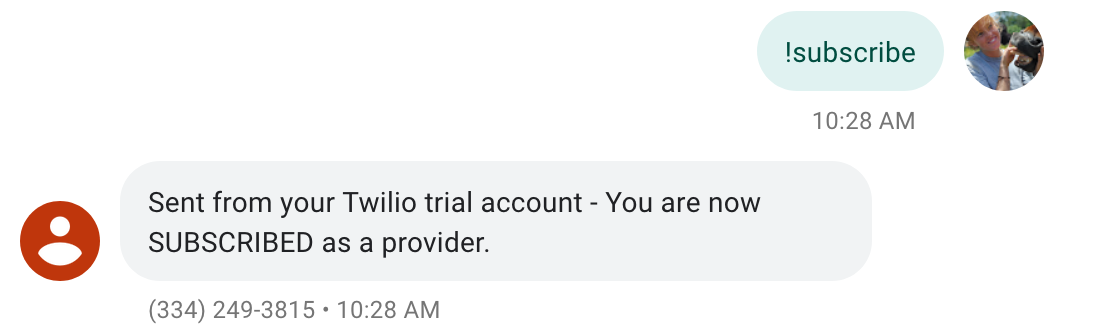 !subscribe
10:28 AM
Sent from your Twilio trial account - You are now
SUBSCRIBED as a provider.
(334) 249-3815 • 10:28 AM